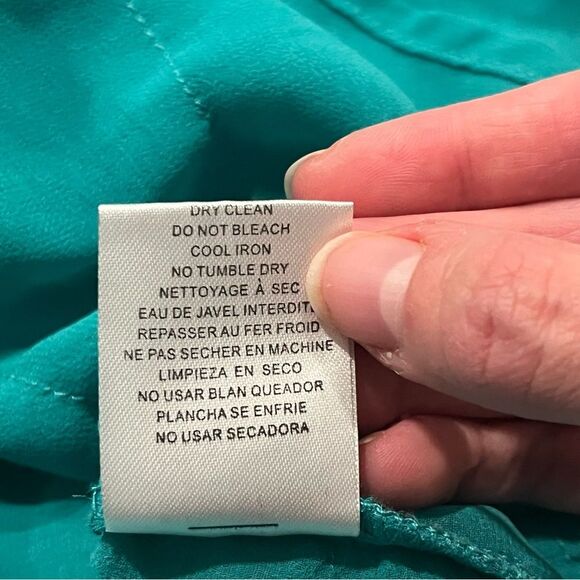 DRY CLEAN
DO NOT BLEACH
COOL IRON
NO TUMBLE DRY
NETTOYAGE À SEC
EAU DE JAVEL INTERDITE
REPASSER AU FER FROID
NE PAS SECHER EN MACHINE
LIMPIEZA EN SECO
NO USAR BLAN QUEADOR
PLANCHA SE ENFRIE
NO USAR SECADORA